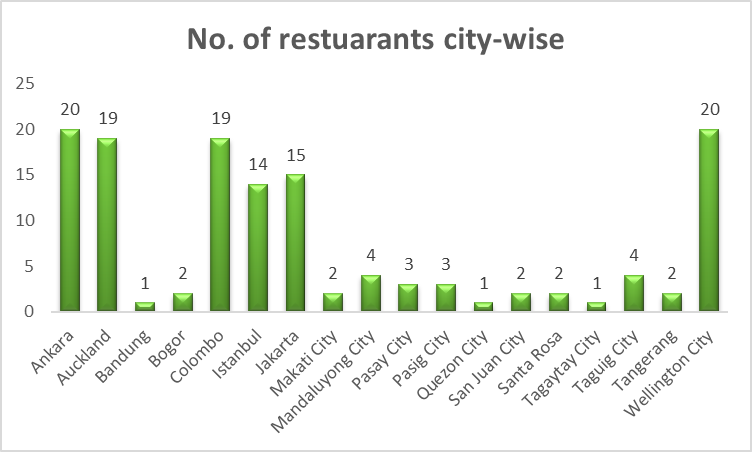 No. of restuarants city-wise
25
20
15
10
5
0
20
19
1
2
19
14
15
2
4
3
3
1
2
2
1
4
2
20
Ankara
Auckland
Bandung
Bogor
Colombo
Istanbul
Jakarta
Makati City
Mandaluyong City
Pasay City
Pasig City
Quezon City
San Juan City
Santa Rosa
Tagaytay City
Taguig City
Tangerang
Wellington City